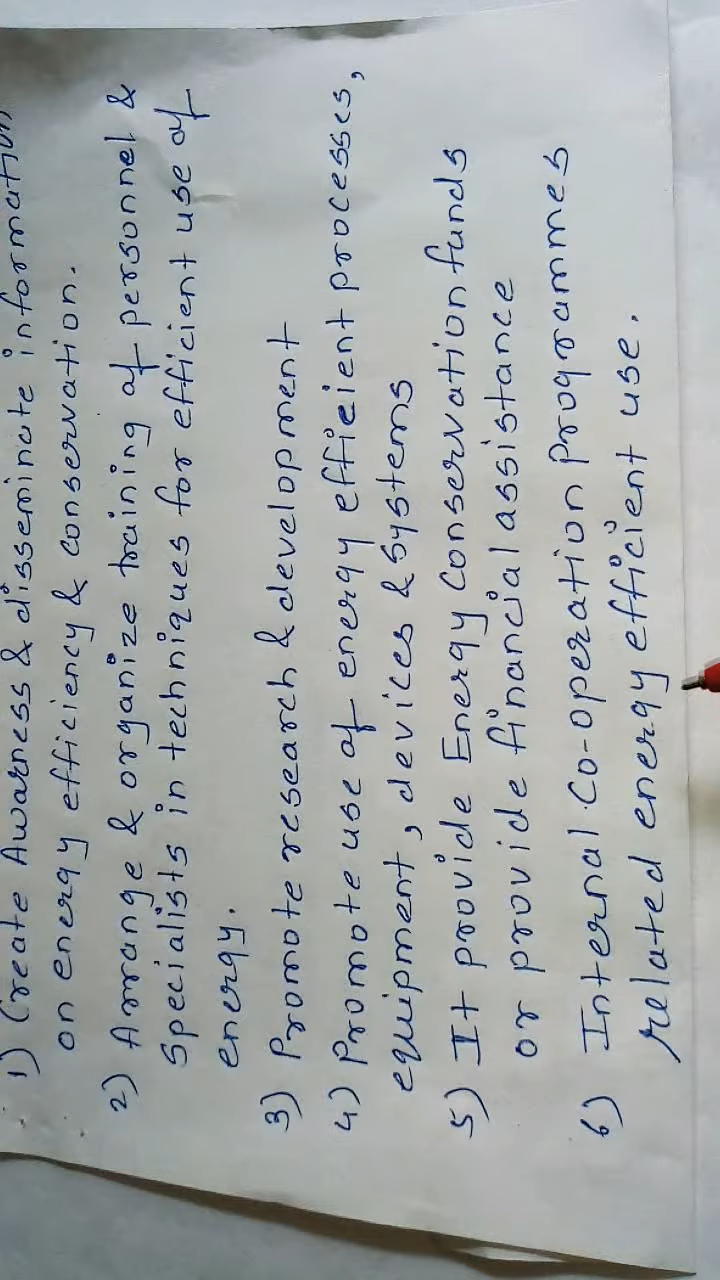 1) Create Awarness & disseminate information
on energy efficiency & conservation.
2) Arrange & organize training of personnel &
Specialists in techniques for efficient use of
energy.
3) Promote research & development
4) Promote use of energy efficient processes,
equipment, devices & systems
5) It provide Energy Conservation funds
or provide financial assistance
6) Internal Co-operation programmes
related energy efficient use.